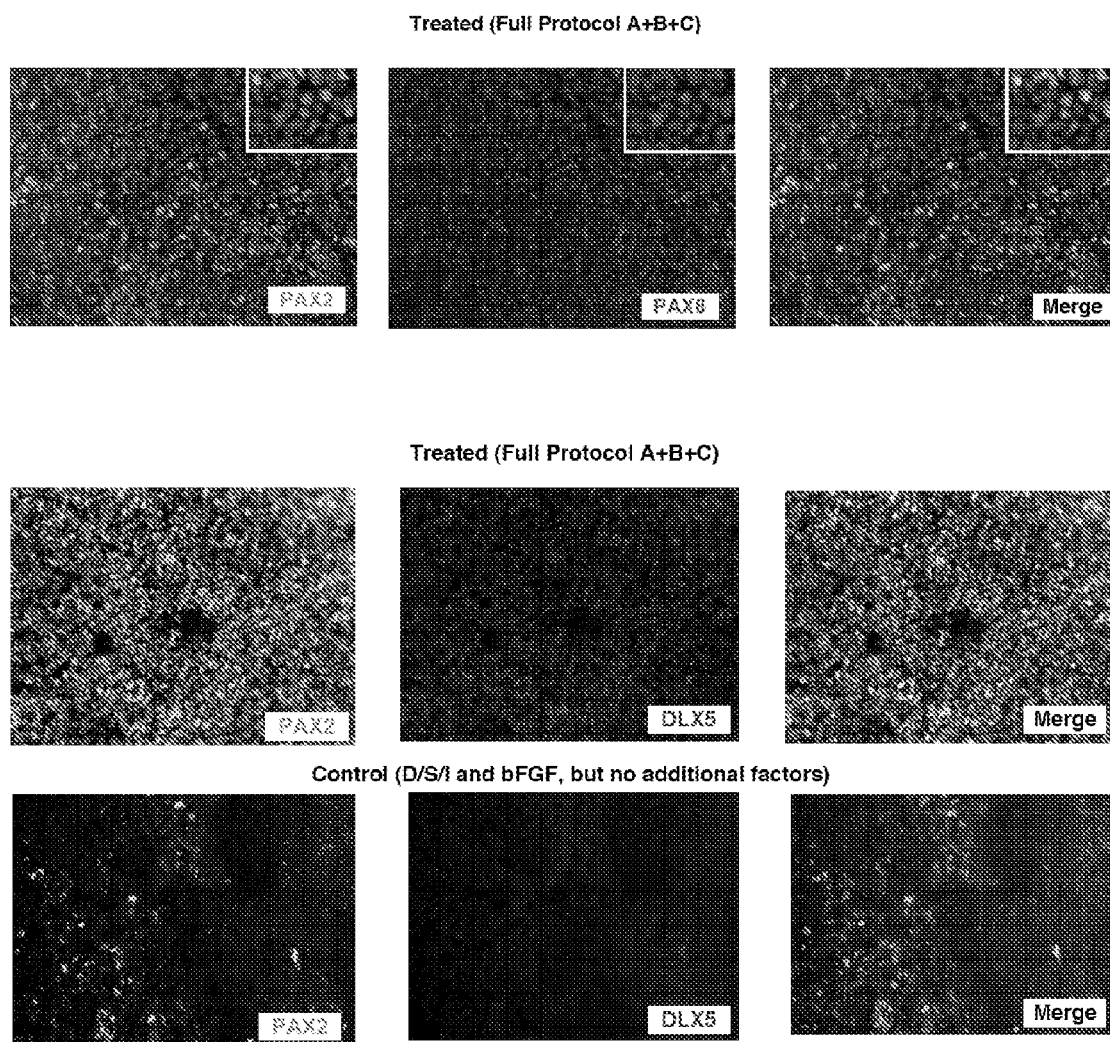 Treated (Full Protocol A+B+C)
PAX2
PAX8
Merge
Treated (Full Protocol A+B+C)
PAX2
DLX5
Merge
Control (D/S/I and bFGF, but no additional factors)
PAX2
DLX5
Merge